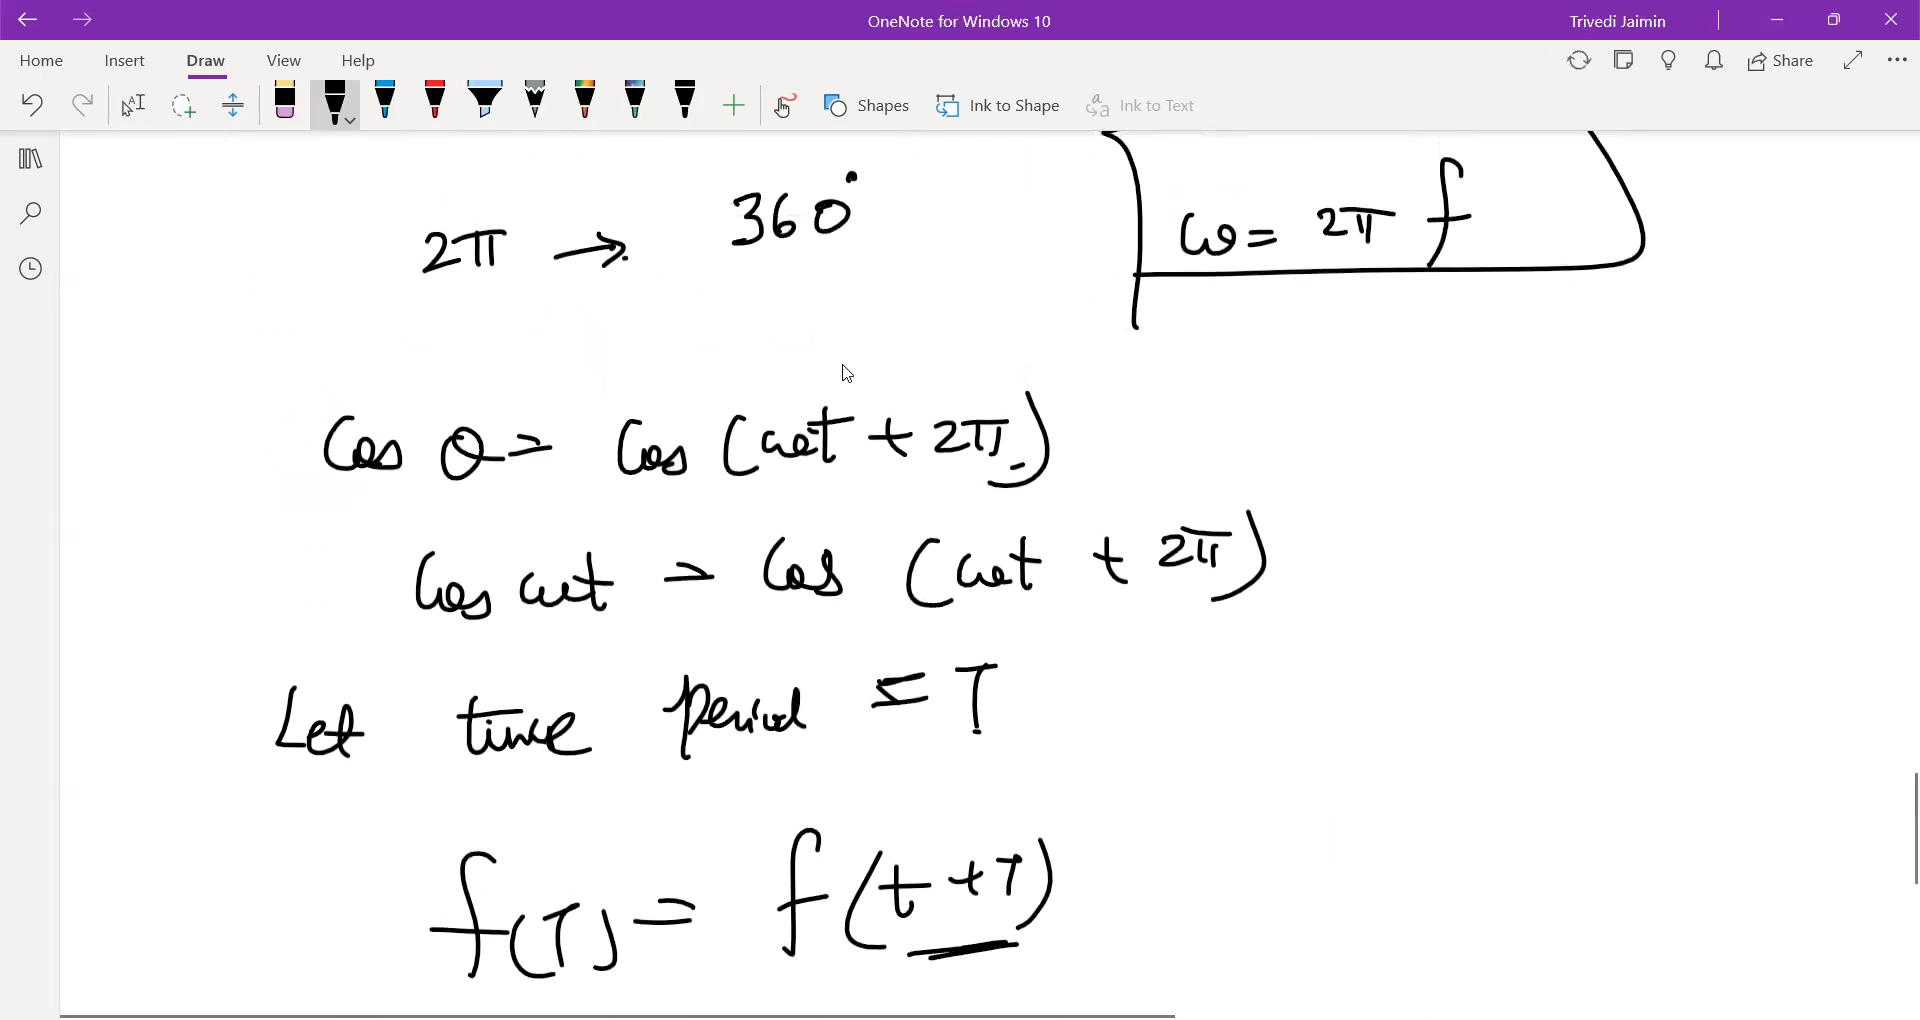 OneNote for Windows 10
Trivedi Jaimin
Home Insert Draw View Help
Share
Shapes Ink to Shape Ink to Text
2π → 360°
ω = 2π f
Cos θ = Cos (ωt + 2π)
Cos ωt = Cos (ωt + 2π)
Let time period = T
f(T) = f(t + T)